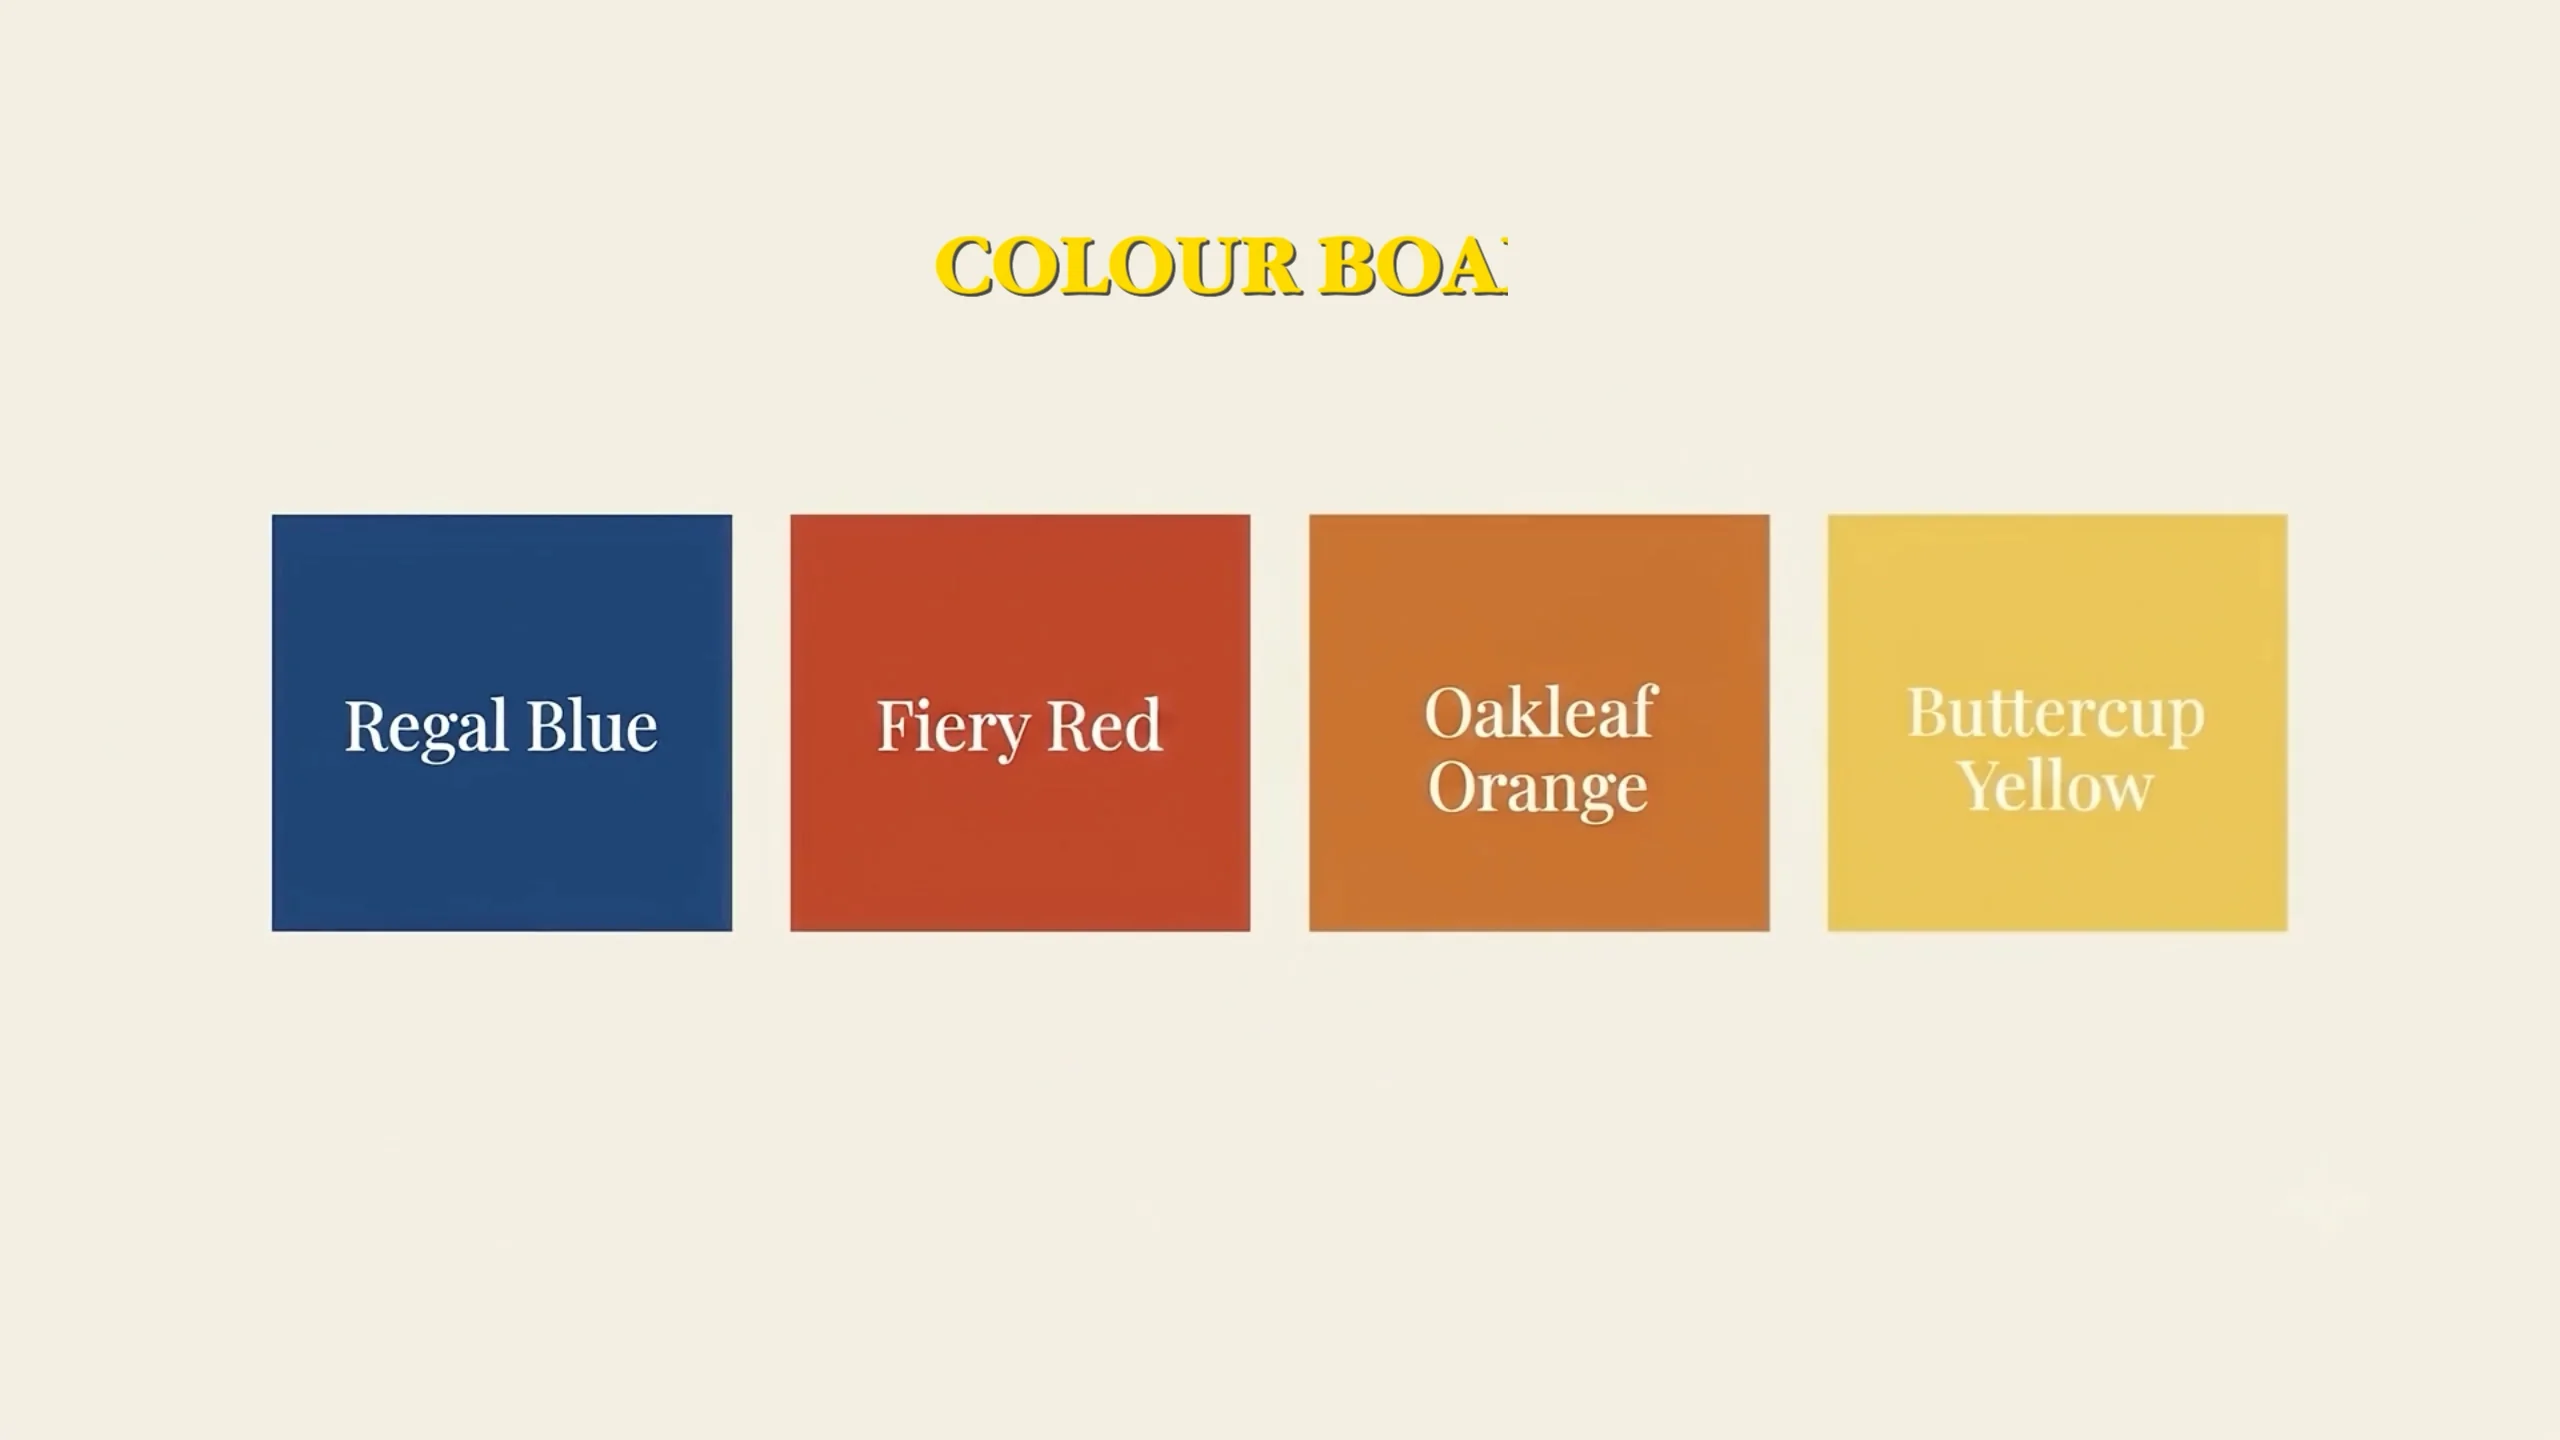 COLOUR BOA
Regal Blue
Fiery Red
Oakleaf
Orange
Buttercup
Yellow